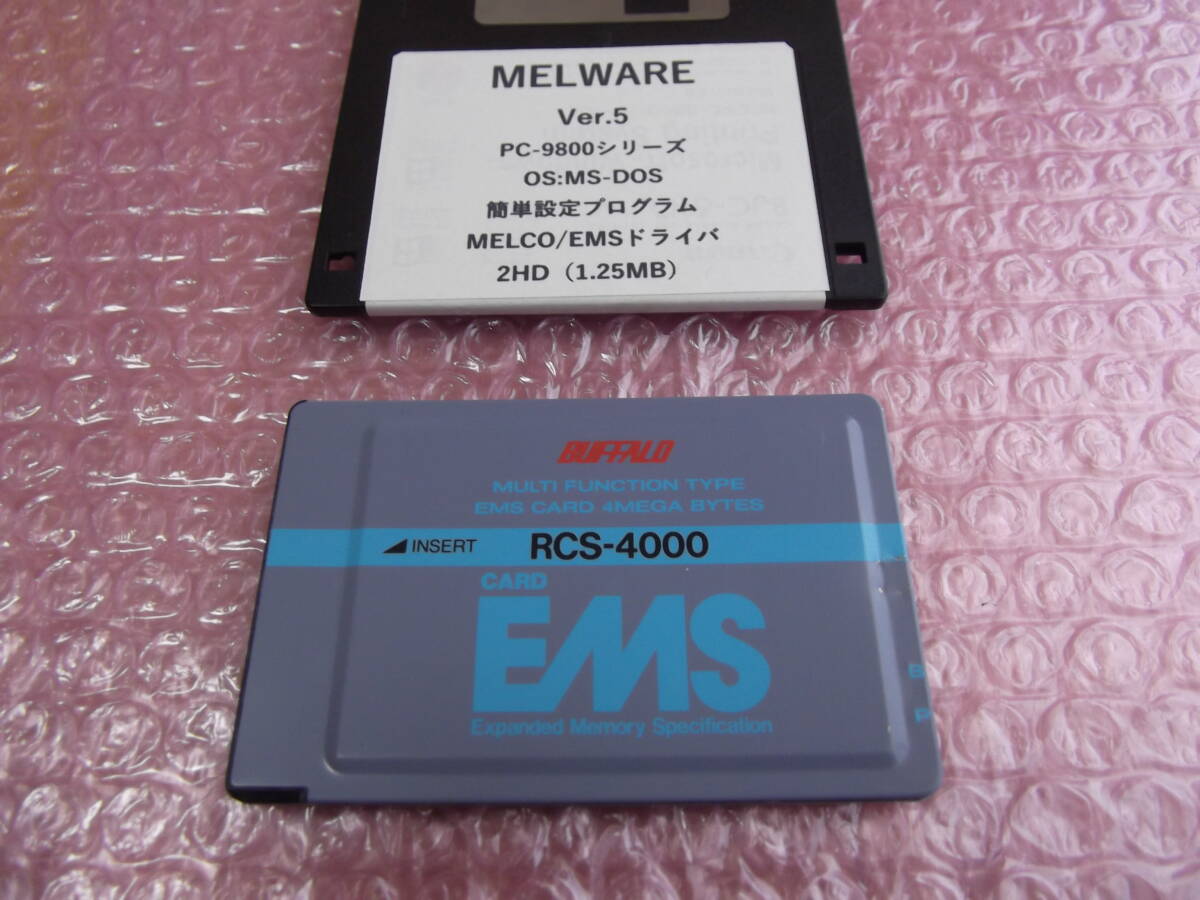 MELWARE
Ver.5
PC-9800シリーズ
OS:MS-DOS
簡単設定プログラム
MELCO/EMSドライバ
2HD（1.25MB）
BUFFALO
MULTI FUNCTION TYPE
EMS CARD 4MEGA BYTES
INSERT RCS-4000
CARD
EMS
Expanded Memory Specification